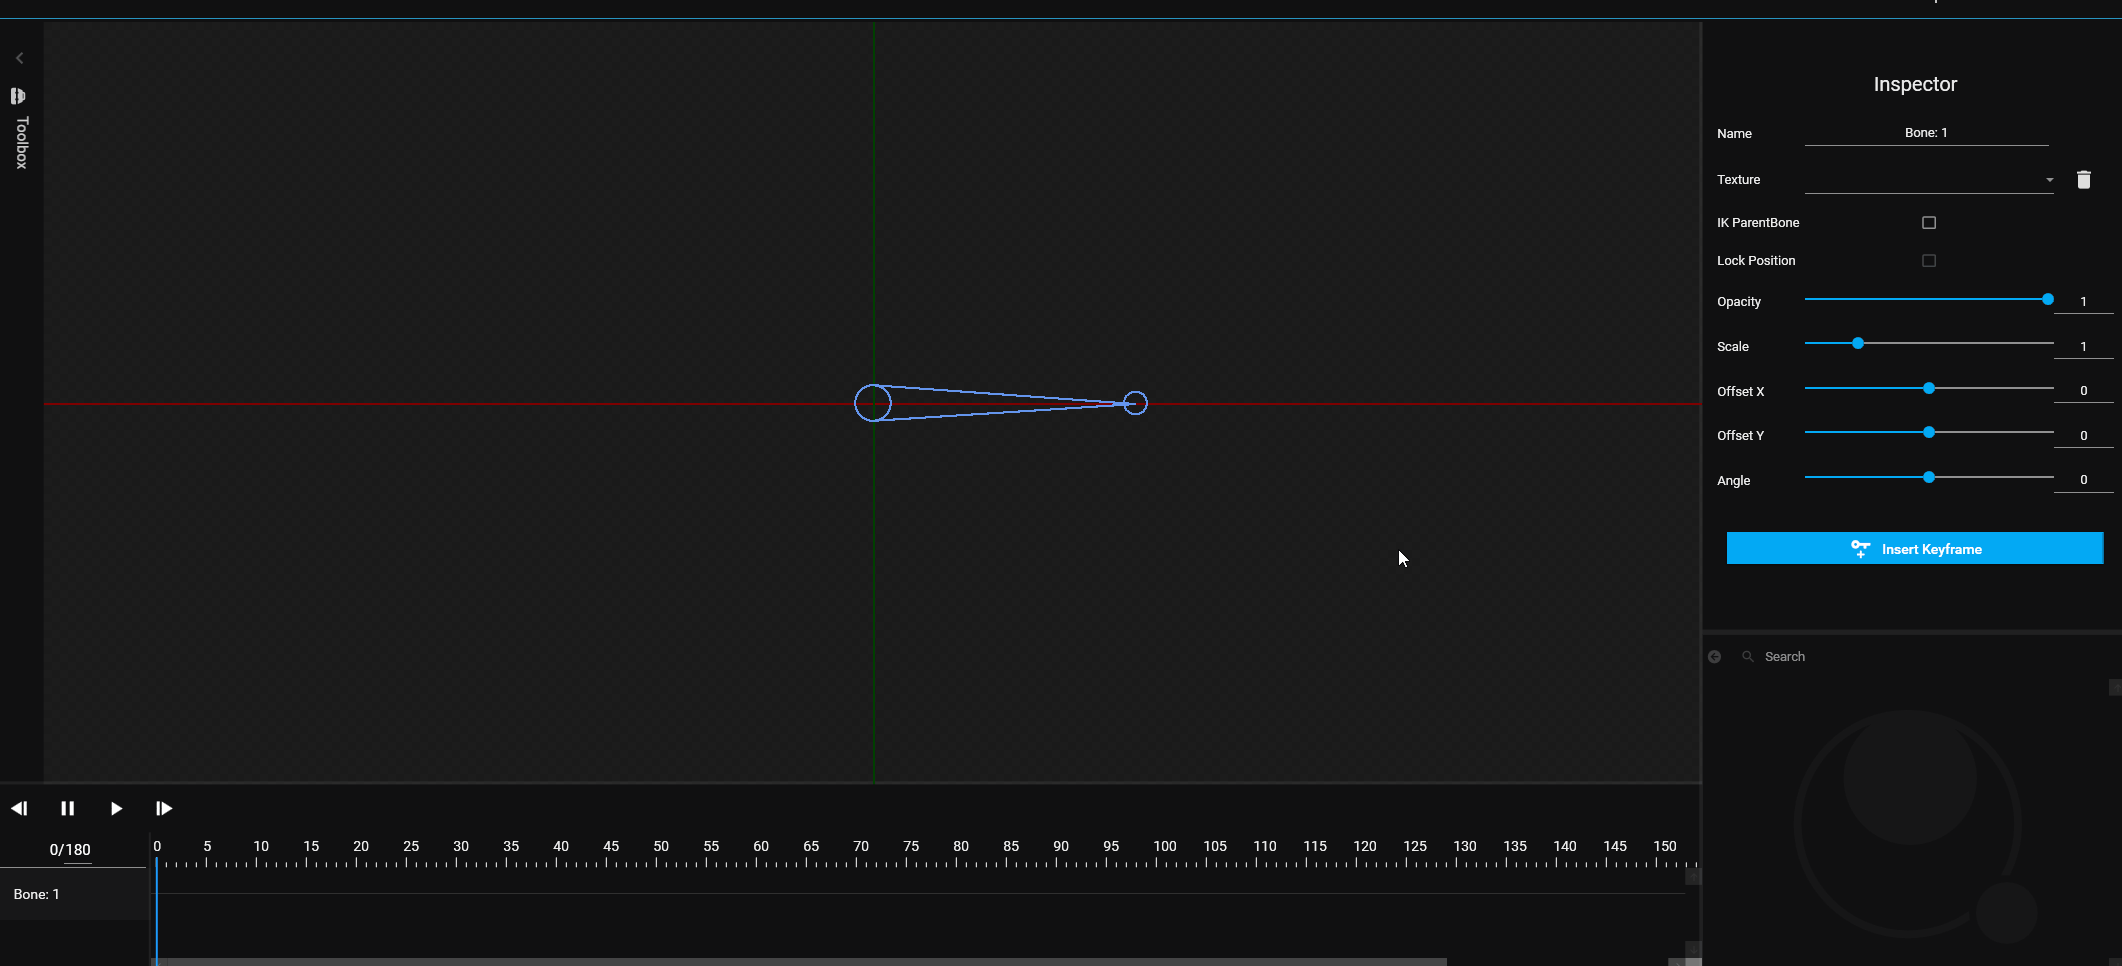 Toolbox
Inspector
Name Bone: 1
Texture
IK ParentBone
Lock Position
Opacity 1
Scale 1
Offset X 0
Offset Y 0
Angle 0
Insert Keyframe
Search
0/180 0 5 10 15 20 25 30 35 40 45 50 55 60 65 70 75 80 85 90 95 100 105 110 115 120 125 130 135 140 145 150
Bone: 1